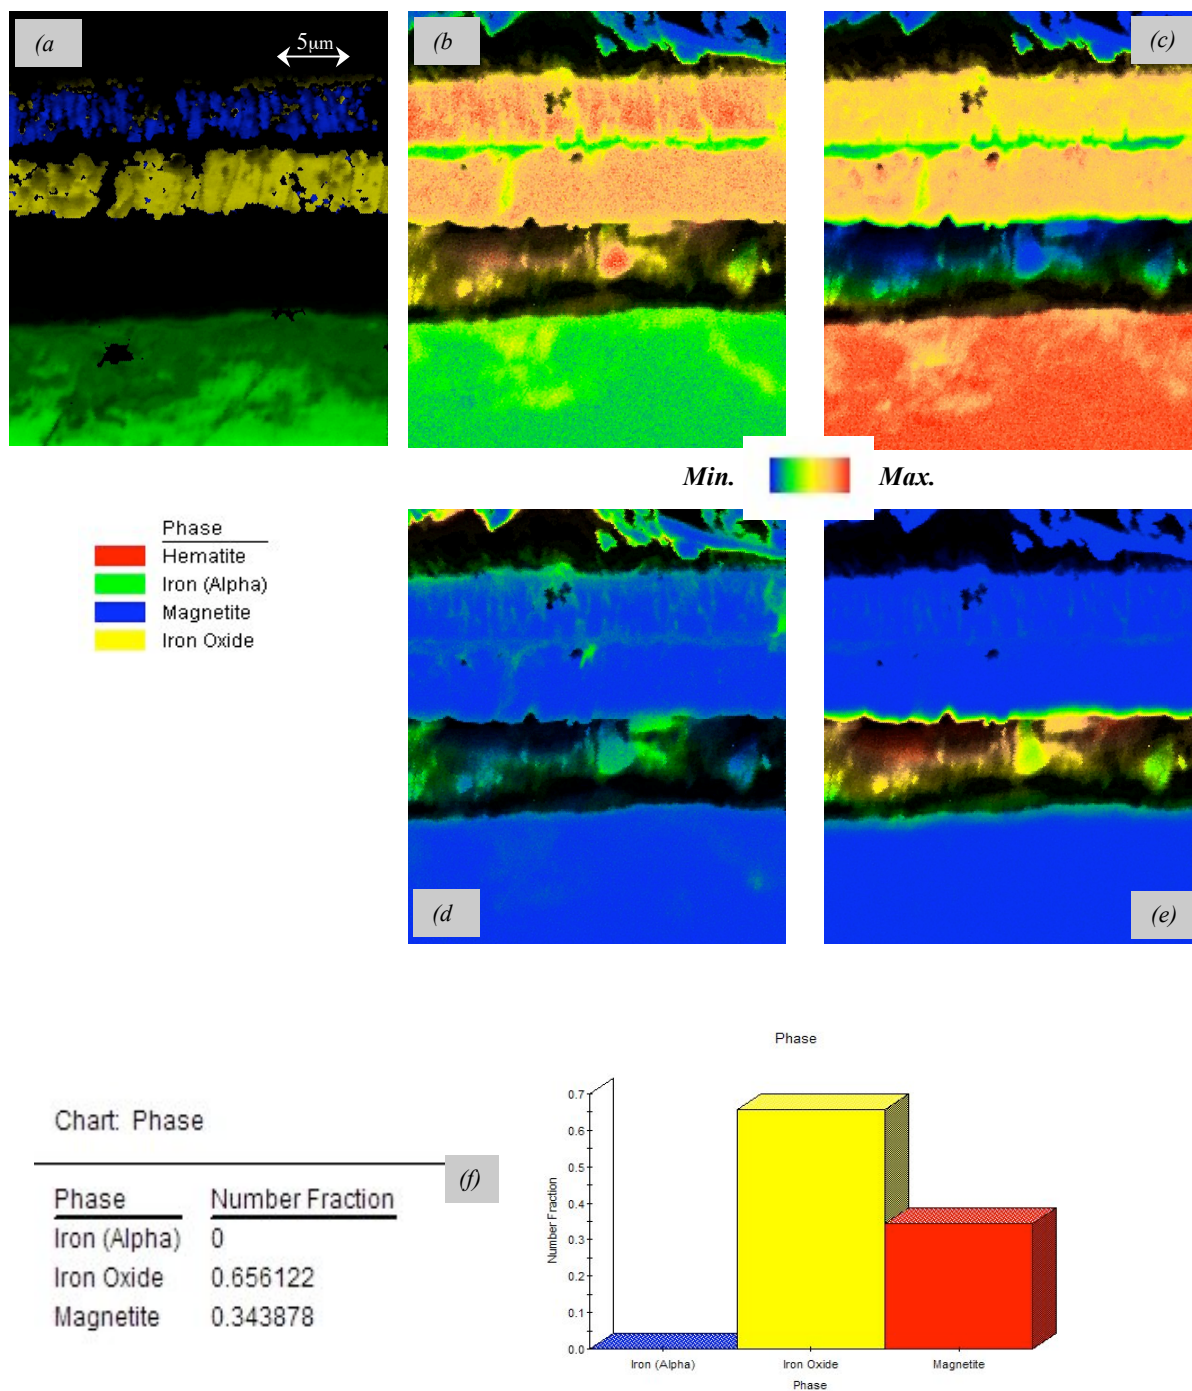 (a
5µm
(b
(c)
Min.
Max.
Phase
Hematite
Iron (Alpha)
Magnetite
Iron Oxide
(d
(e)
Chart: Phase
(f)
Phase Number Fraction
Iron (Alpha) 0
Iron Oxide 0.656122
Magnetite 0.343878
Phase
0.7
0.6
0.5
0.4
0.3
0.2
0.1
0.0
Number Fraction
Iron (Alpha) Iron Oxide Magnetite
Phase